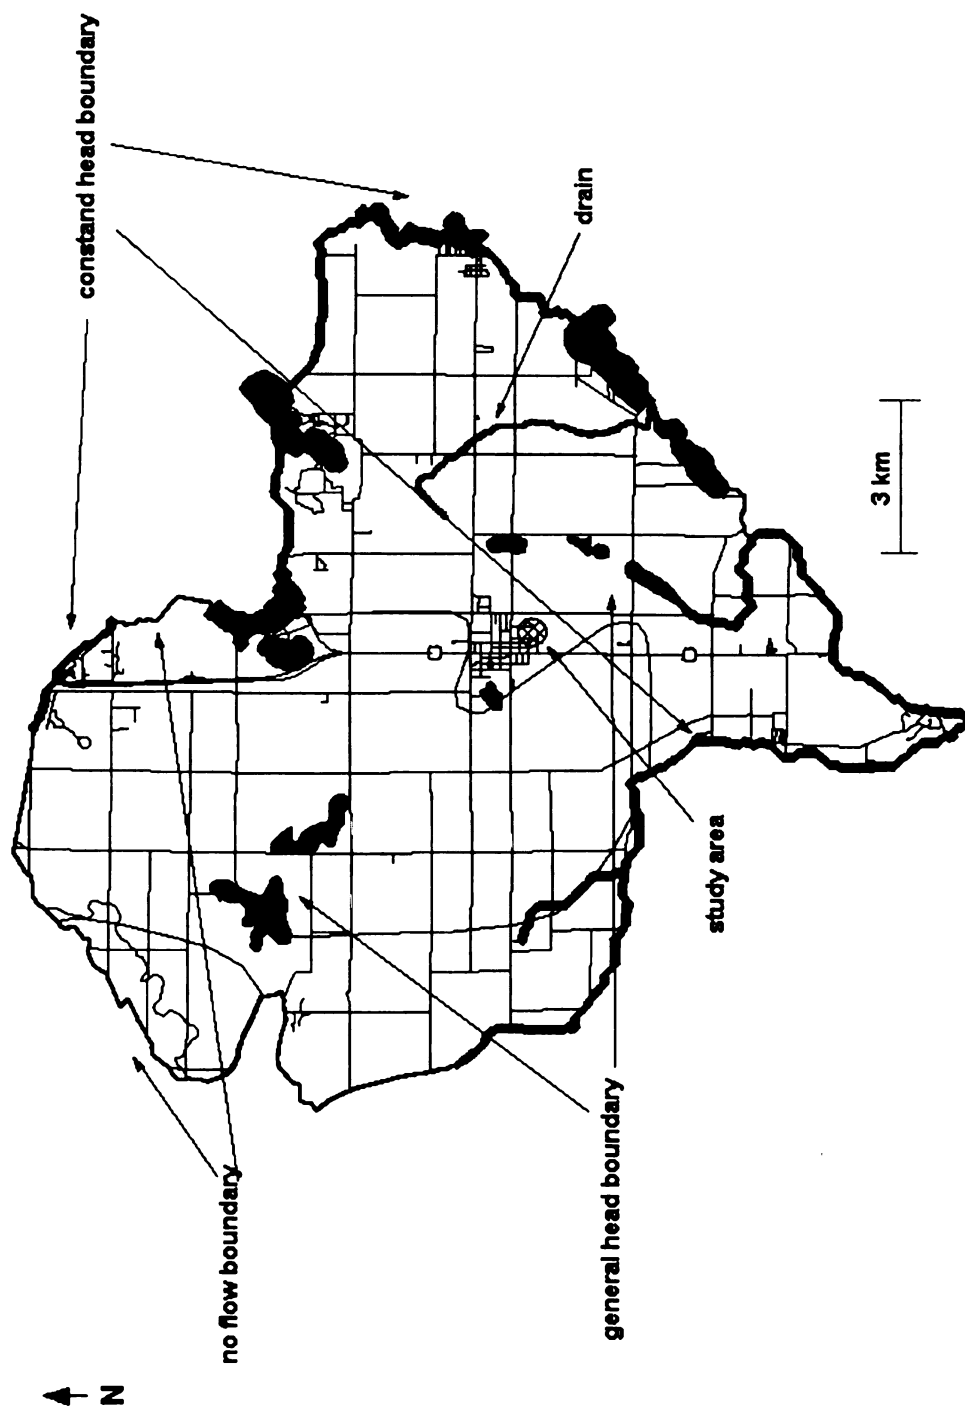 constand head boundary
drain
3 km
study area
general head boundary
no flow boundary
N